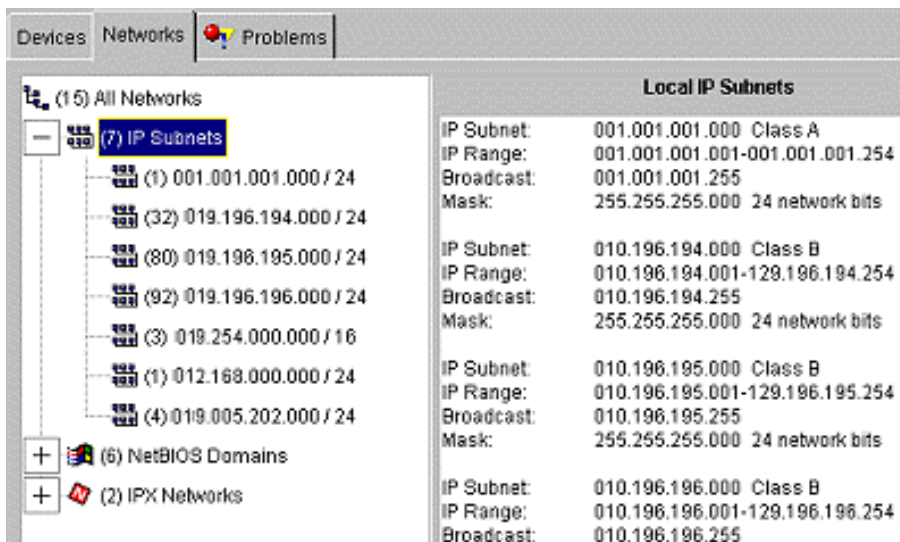 Devices Networks Problems
(15) All Networks
(7) IP Subnets
(1) 001.001.001.000 / 24
(32) 019.196.194.000 / 24
(80) 019.196.195.000 / 24
(92) 019.196.196.000 / 24
(3) 019.254.000.000 / 16
(1) 012.168.000.000 / 24
(4) 019.005.202.000 / 24
(6) NetBIOS Domains
(2) IPX Networks
Local IP Subnets
IP Subnet: 001.001.001.000 Class A
IP Range: 001.001.001.001-001.001.001.254
Broadcast: 001.001.001.255
Mask: 255.255.255.000 24 network bits
IP Subnet: 010.196.194.000 Class B
IP Range: 010.196.194.001-129.196.194.254
Broadcast: 010.196.194.255
Mask: 255.255.255.000 24 network bits
IP Subnet: 010.196.195.000 Class B
IP Range: 010.196.195.001-129.196.195.254
Broadcast: 010.196.195.255
Mask: 255.255.255.000 24 network bits
IP Subnet: 010.196.196.000 Class B
IP Range: 010.196.196.001-129.196.196.254
Broadcast: 010.196.196.255